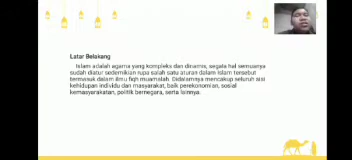 Latar Belakang
Islam adalah agama yang kompleks dan dinamis, segala hal semuanya
sudah diatur sedemikian rupa salah satu aturan dalam islam tersebut
termasuk dalam ilmu fiqh muamalah. Didalamnya mencakup seluruh sisi
kehidupan individu dan masyarakat, baik perekonomian, sosial
kemasyarakatan, politik bernegara, serta lainnya.